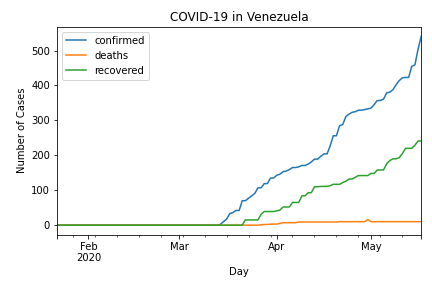 COVID-19 in Venezuela
confirmed
deaths
recovered
Number of Cases
500
400
300
200
100
0
Feb
2020
Mar
Apr
May
Day